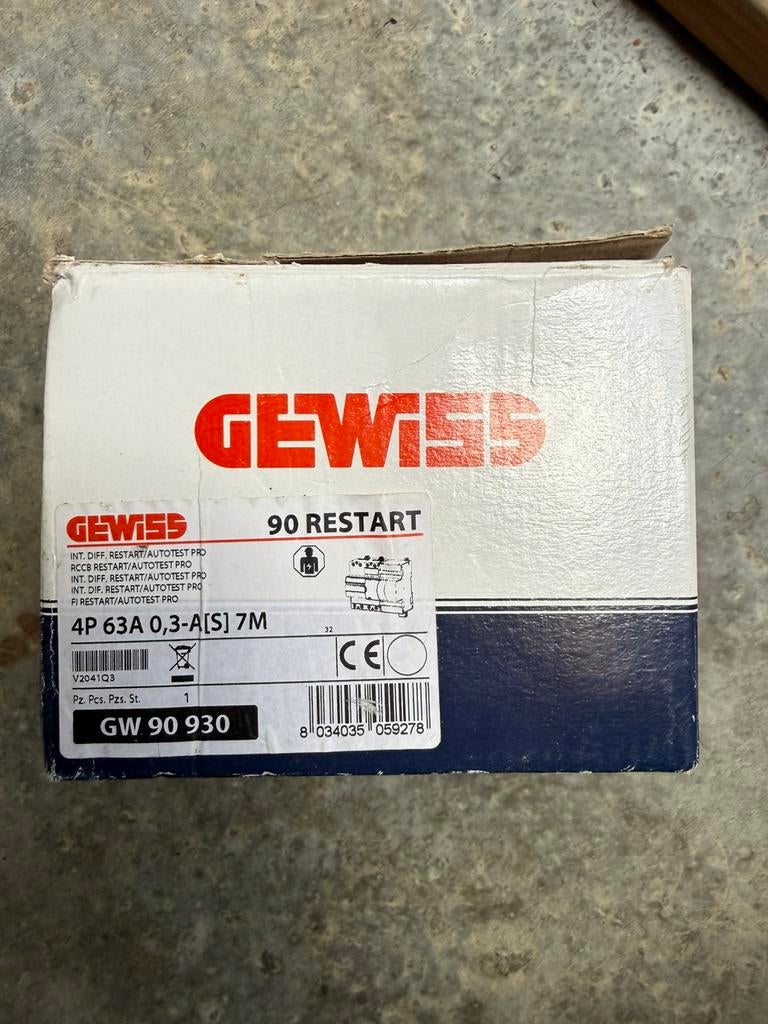 GEWISS
GEWISS 90 RESTART
INT. DIFF. RESTART/AUTOTEST PRO
RCCB RESTART/AUTOTEST PRO
INT. DIFF. RESTART/AUTOTEST PRO
INT. DIF. RESTART/AUTOTEST PRO
FI RESTART/AUTOTEST PRO
4P 63A 0,3-A[S] 7M
32
CE
V2041Q3
Pz. Pcs. Pzs. St. 1
GW 90 930
8 034035 059278